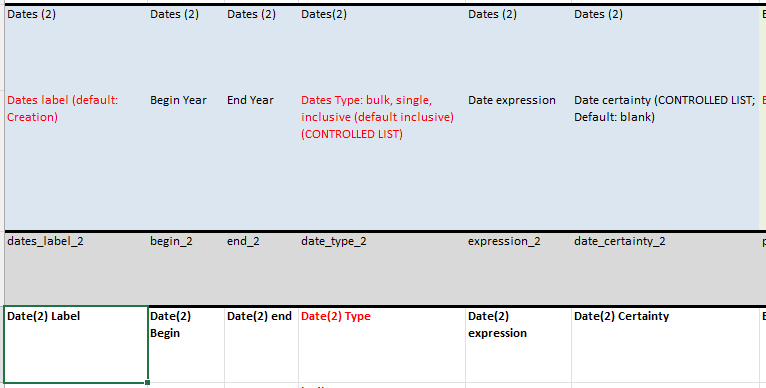 Dates (2) Dates (2) Dates (2) Dates(2) Dates (2) Dates (2)
Dates label (default: Begin Year End Year Dates Type: bulk, single, Date expression Date certainty (CONTROLLED LIST;
Creation) inclusive (default inclusive) Default: blank)
(CONTROLLED LIST)
dates_label_2 begin_2 end_2 date_type_2 expression_2 date_certainty_2
Date(2) Label Date(2) Date(2) end Date(2) Type Date(2) Date(2) Certainty
Begin expression